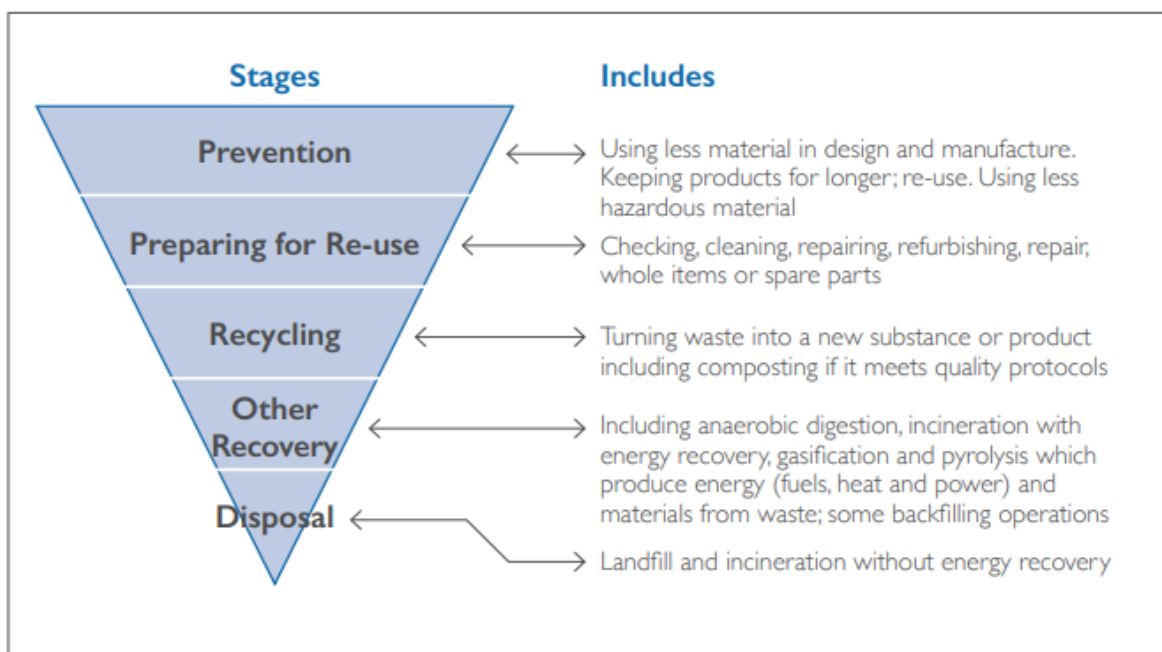 Stages
Includes
Prevention
Using less material in design and manufacture.
Keeping products for longer; re-use. Using less
hazardous material
Preparing for Re-use
Checking, cleaning, repairing, refurbishing, repair,
whole items or spare parts
Recycling
Turning waste into a new substance or product
including composting if it meets quality protocols
Other
Recovery
Including anaerobic digestion, incineration with
energy recovery, gasification and pyrolysis which
produce energy (fuels, heat and power) and
materials from waste; some backfilling operations
Disposal
Landfill and incineration without energy recovery